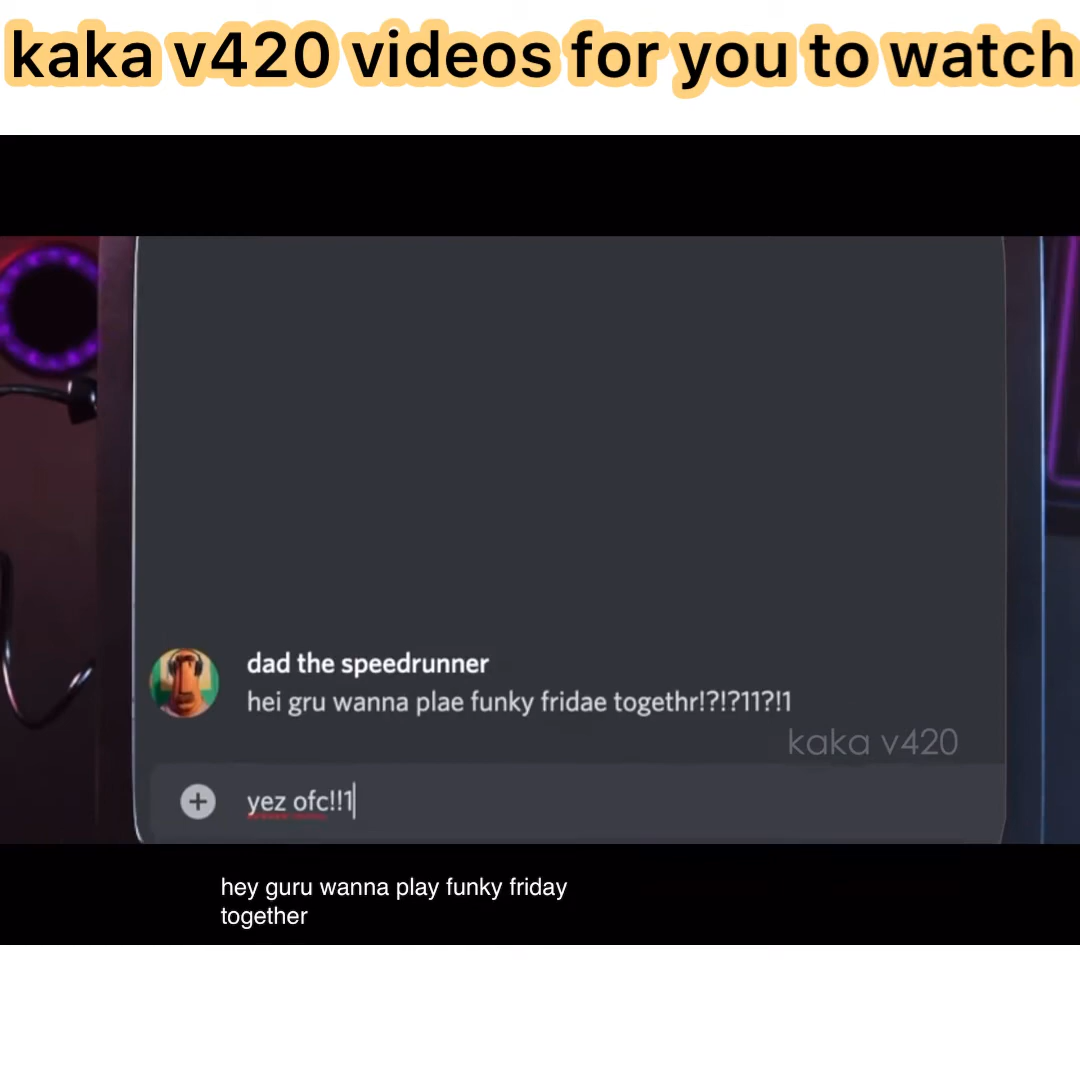 kaka v420 videos for you to watch
dad the speedrunner
hei gru wanna plae funky fridae togethr!?!?11?!1
kaka v420
yez ofc!!1
hey guru wanna play funky friday
together